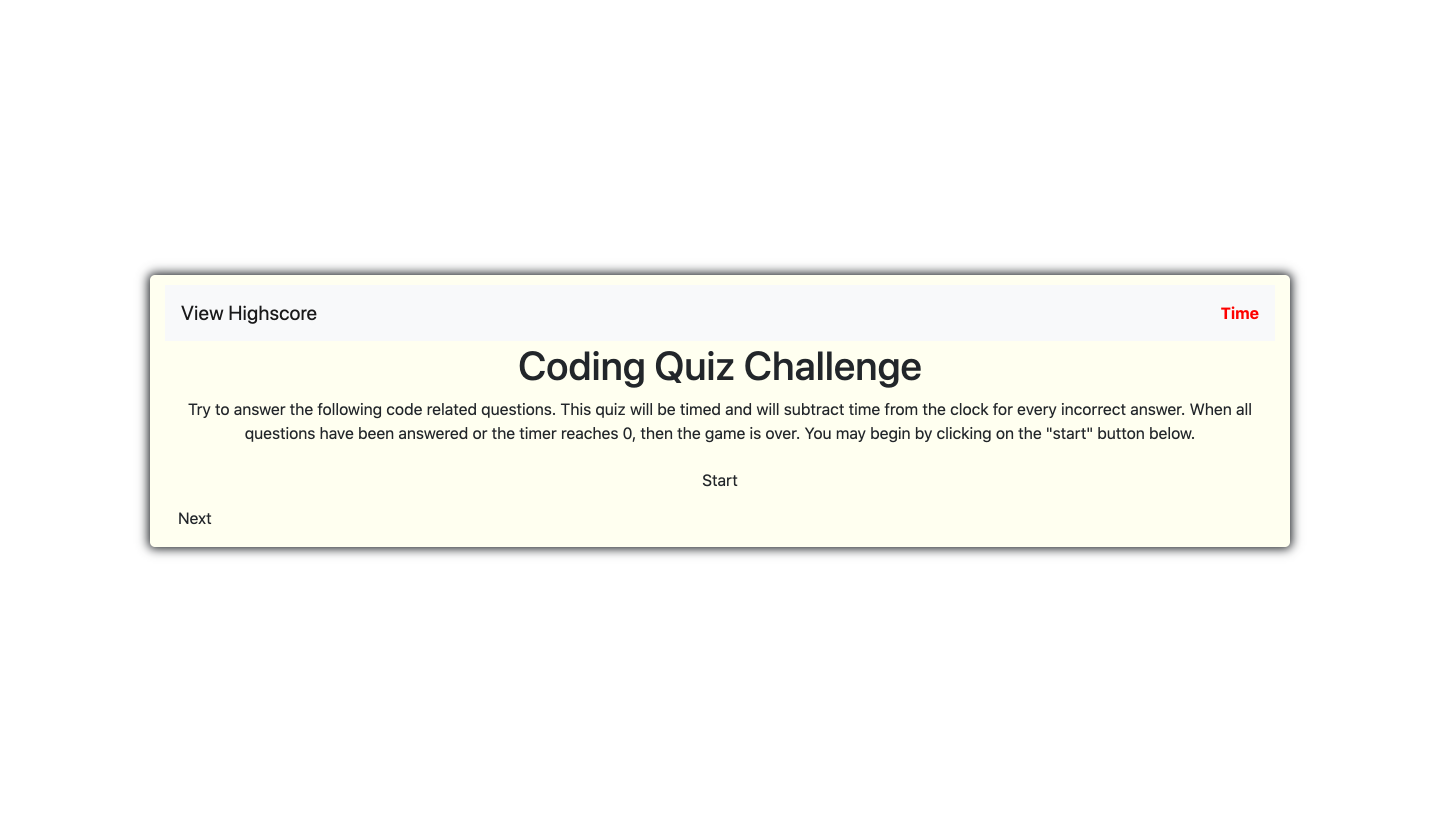 View Highscore
Time
Coding Quiz Challenge
Try to answer the following code related questions. This quiz will be timed and will subtract time from the clock for every incorrect answer. When all
questions have been answered or the timer reaches 0, then the game is over. You may begin by clicking on the "start" button below.
Start
Next